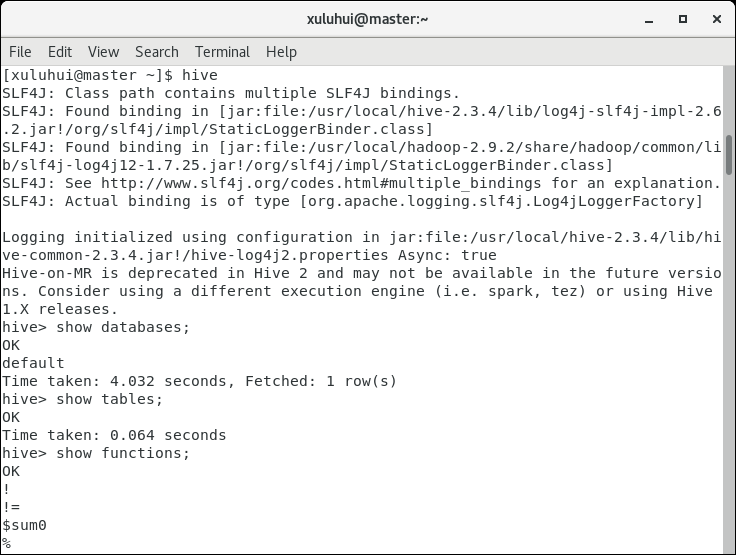 xuluhui@master:~
File Edit View Search Terminal Help
[xuluhui@master ~]$ hive
SLF4J: Class path contains multiple SLF4J bindings.
SLF4J: Found binding in [jar:file:/usr/local/hive-2.3.4/lib/log4j-slf4j-impl-2.6
.2.jar!/org/slf4j/impl/StaticLoggerBinder.class]
SLF4J: Found binding in [jar:file:/usr/local/hadoop-2.9.2/share/hadoop/common/li
b/slf4j-log4j12-1.7.25.jar!/org/slf4j/impl/StaticLoggerBinder.class]
SLF4J: See http://www.slf4j.org/codes.html#multiple_bindings for an explanation.
SLF4J: Actual binding is of type [org.apache.logging.slf4j.Log4jLoggerFactory]
Logging initialized using configuration in jar:file:/usr/local/hive-2.3.4/lib/hi
ve-common-2.3.4.jar!/hive-log4j2.properties Async: true
Hive-on-MR is deprecated in Hive 2 and may not be available in the future versio
ns. Consider using a different execution engine (i.e. spark, tez) or using Hive
1.X releases.
hive> show databases;
OK
default
Time taken: 4.032 seconds, Fetched: 1 row(s)
hive> show tables;
OK
Time taken: 0.064 seconds
hive> show functions;
OK
!
!=
$sum0
%